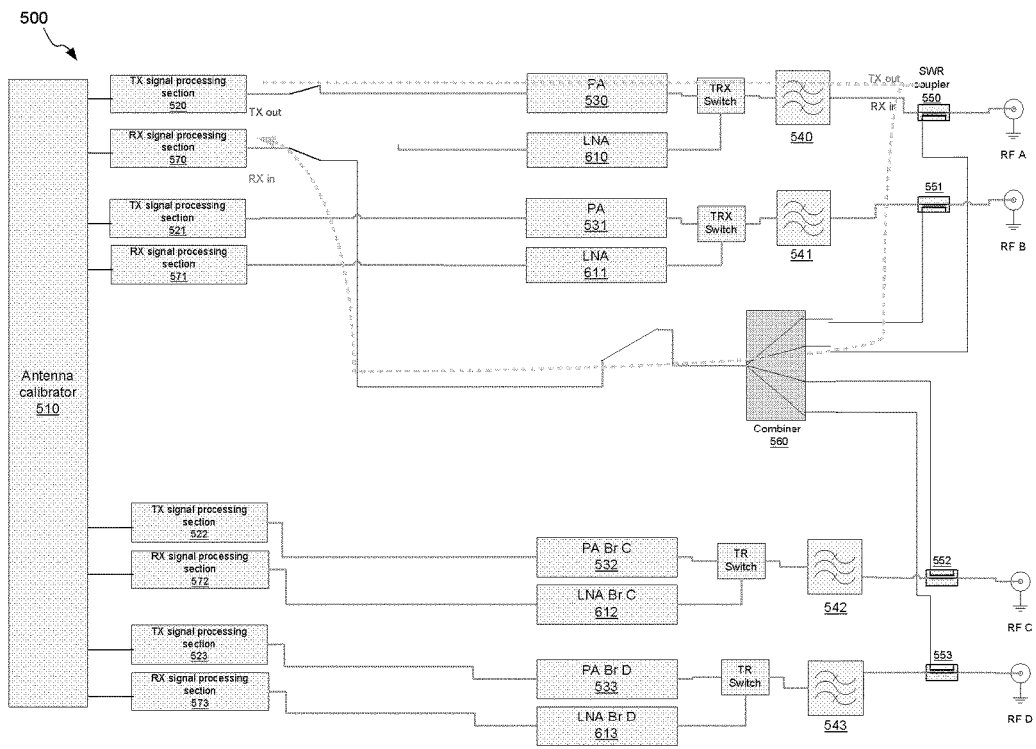 500
TX signal processing
section
520
TX out
RX signal processing
section
570
RX in
PA
530
TRX
Switch
LNA
610
540
TX out
RX in
SWR
coupler
550
RF A
TX signal processing
section
521
RX signal processing
section
571
PA
531
TRX
Switch
LNA
611
541
551
RF B
Antenna
calibrator
510
Combiner
560
TX signal processing
section
522
RX signal processing
section
572
PA Br C
532
TR
Switch
LNA Br C
612
542
552
RF C
TX signal processing
section
523
RX signal processing
section
573
PA Br D
533
TR
Switch
LNA Br D
613
543
553
RF D